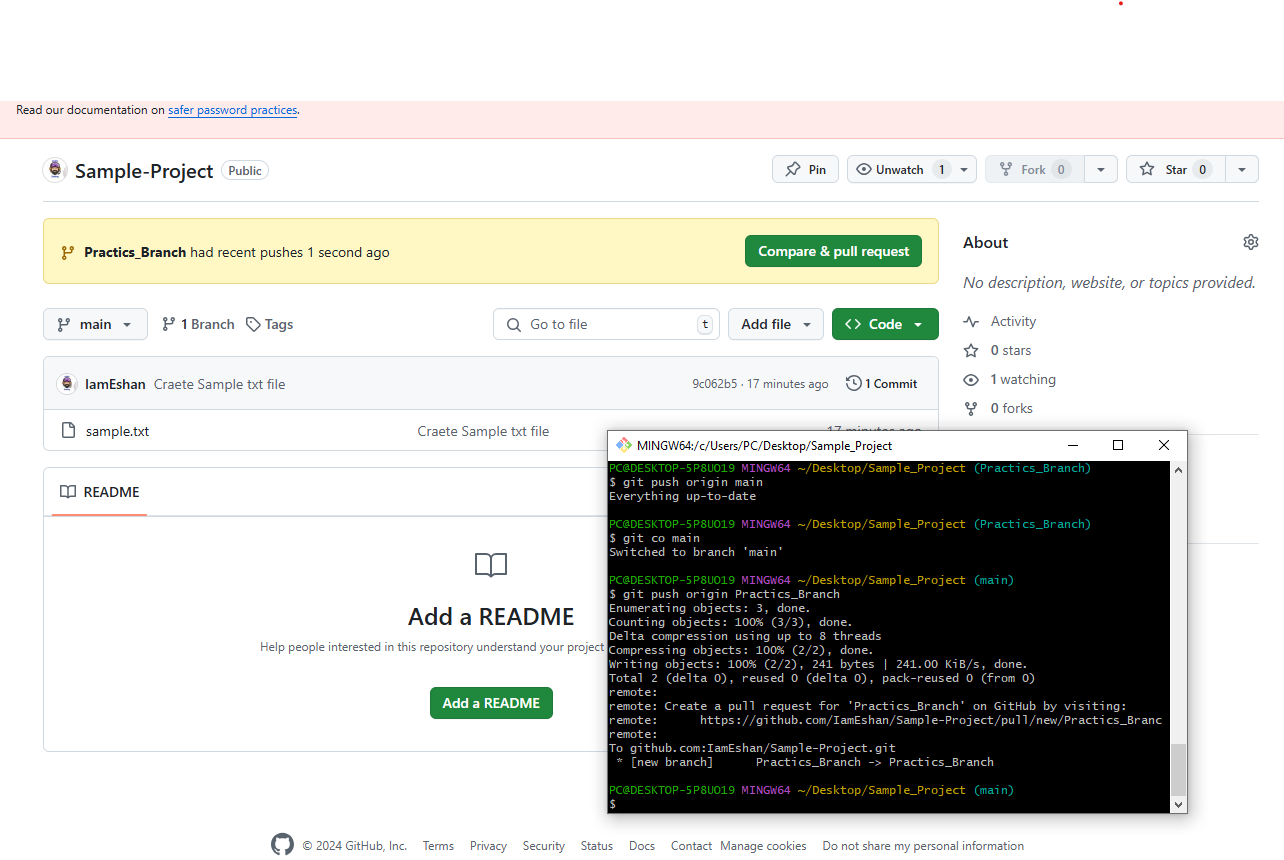 Read our documentation on safer password practices.
Sample-Project Public
Pin
Unwatch 1
Fork 0
Star 0
Practics_Branch had recent pushes 1 second ago
Compare & pull request
main
1 Branch
Tags
Go to file
t
Add file
<> Code
IamEshan Craete Sample txt file
9c062b5 · 17 minutes ago
1 Commit
sample.txt
Craete Sample txt file
17 minutes ago
README
Add a README
Help people interested in this repository understand your project
Add a README
About
No description, website, or topics provided.
Activity
0 stars
1 watching
0 forks
MINGW64:/c/Users/PC/Desktop/Sample_Project
PC@DESKTOP-5P8UO19 MINGW64 ~/Desktop/Sample_Project (Practics_Branch)
$ git push origin main
Everything up-to-date
PC@DESKTOP-5P8UO19 MINGW64 ~/Desktop/Sample_Project (Practics_Branch)
$ git co main
Switched to branch 'main'
PC@DESKTOP-5P8UO19 MINGW64 ~/Desktop/Sample_Project (main)
$ git push origin Practics_Branch
Enumerating objects: 3, done.
Counting objects: 100% (3/3), done.
Delta compression using up to 8 threads
Compressing objects: 100% (2/2), done.
Writing objects: 100% (2/2), 241 bytes | 241.00 KiB/s, done.
Total 2 (delta 0), reused 0 (delta 0), pack-reused 0 (from 0)
remote:
remote: Create a pull request for 'Practics_Branch' on GitHub by visiting:
remote:      https://github.com/IamEshan/Sample-Project/pull/new/Practics_Branc
remote:
To github.com:IamEshan/Sample-Project.git
 * [new branch]      Practics_Branch -> Practics_Branch
PC@DESKTOP-5P8UO19 MINGW64 ~/Desktop/Sample_Project (main)
$
© 2024 GitHub, Inc.
Terms
Privacy
Security
Status
Docs
Contact
Manage cookies
Do not share my personal information